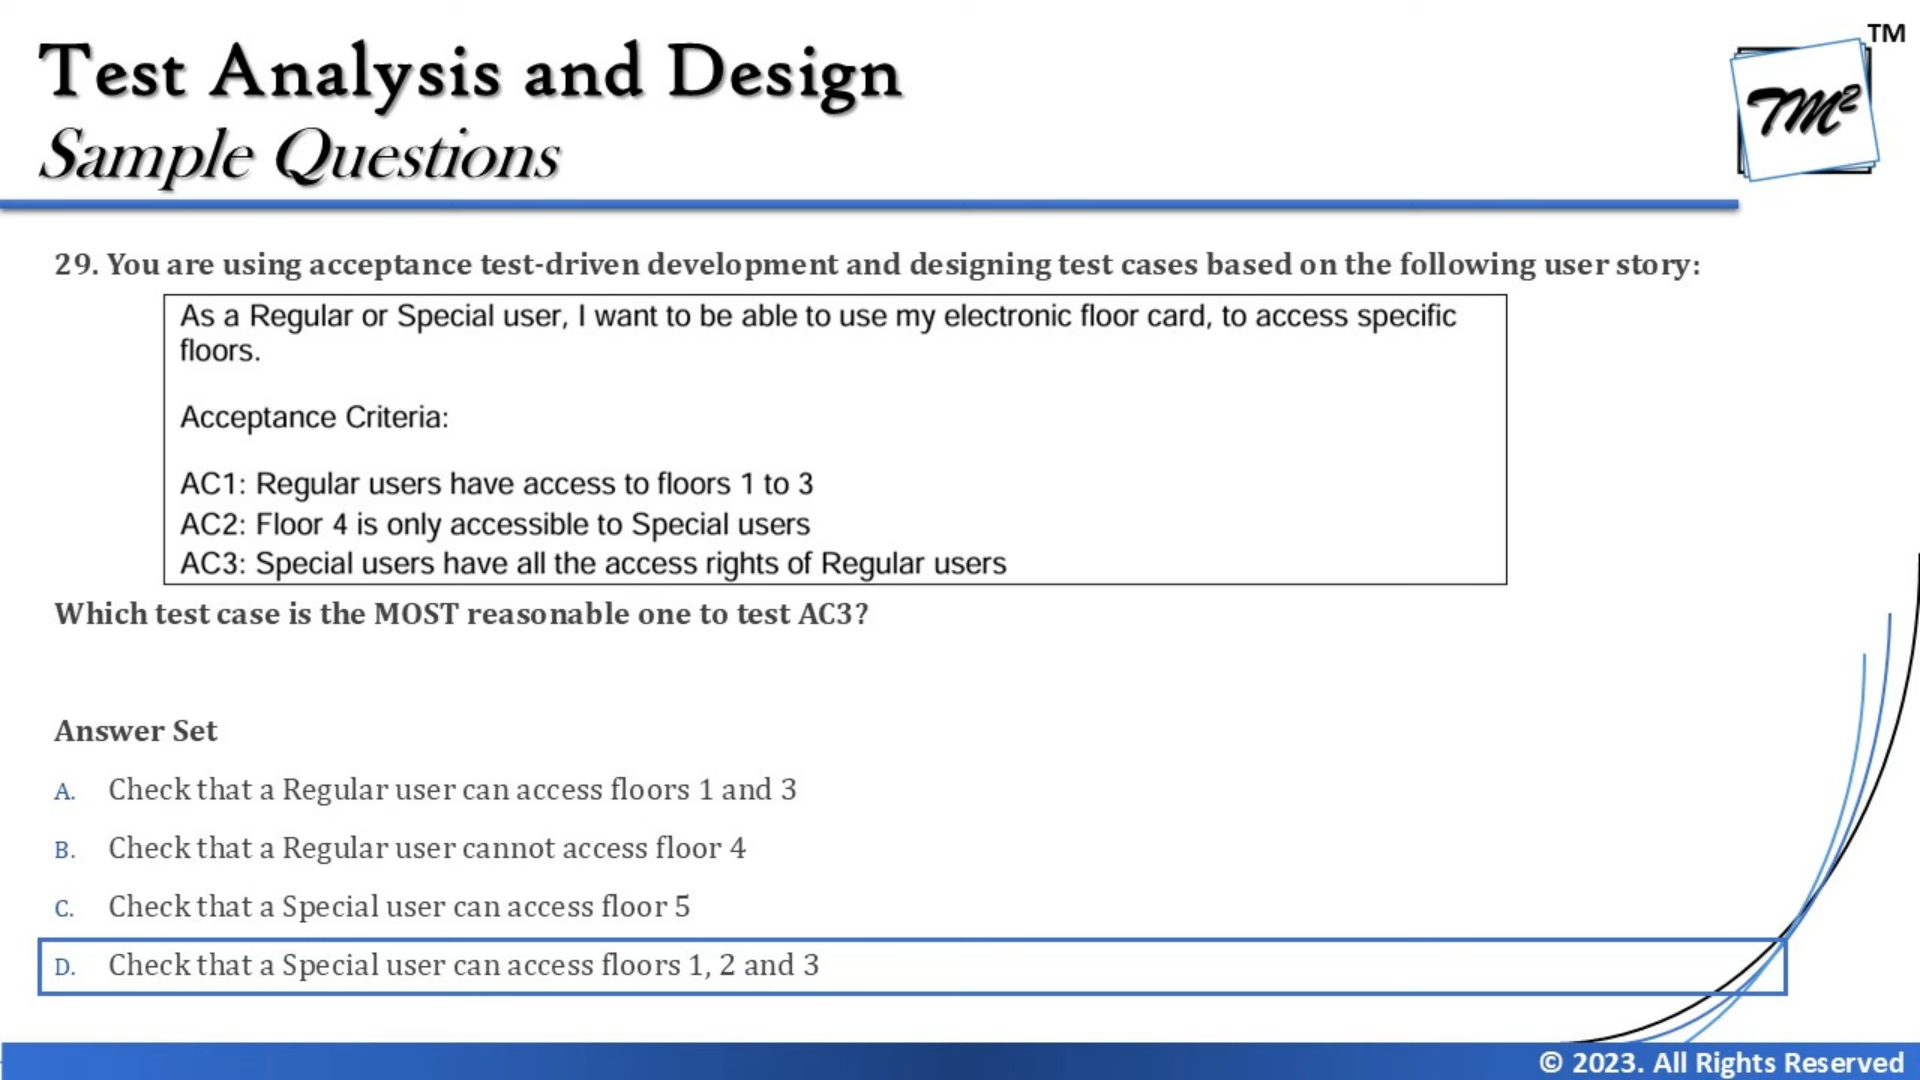 Test Analysis and Design
Sample Questions
TM
TM²
29. You are using acceptance test-driven development and designing test cases based on the following user story:
As a Regular or Special user, I want to be able to use my electronic floor card, to access specific
floors.
Acceptance Criteria:
AC1: Regular users have access to floors 1 to 3
AC2: Floor 4 is only accessible to Special users
AC3: Special users have all the access rights of Regular users
Which test case is the MOST reasonable one to test AC3?
Answer Set
A. Check that a Regular user can access floors 1 and 3
B. Check that a Regular user cannot access floor 4
C. Check that a Special user can access floor 5
D. Check that a Special user can access floors 1, 2 and 3
© 2023. All Rights Reserved